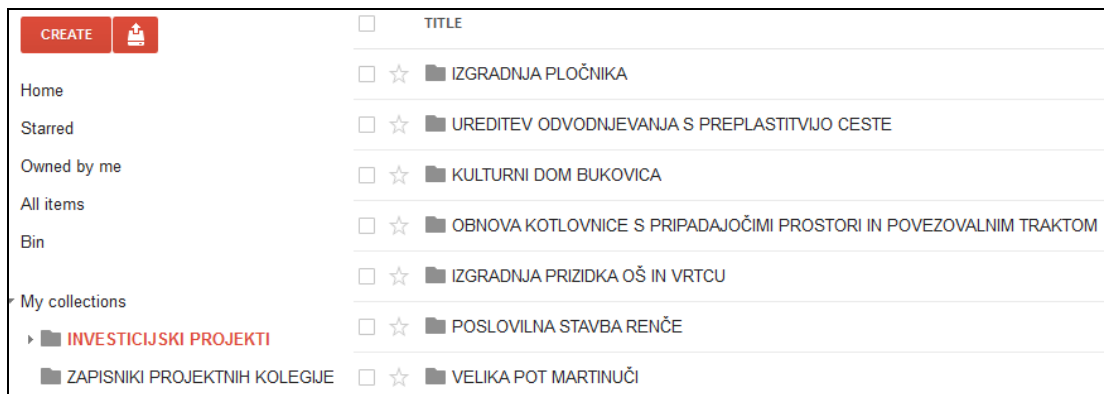 CREATE
Home
Starred
Owned by me
All items
Bin
My collections
INVESTICIJSKI PROJEKTI
ZAPISNIKI PROJEKTNIH KOLEGIJE
TITLE
IZGRADNJA PLOČNIKA
UREDITEV ODVODNJEVANJA S PREPLASTITVIJO CESTE
KULTURNI DOM BUKOVICA
OBNOVA KOTLOVNICE S PRIPADAJOČIMI PROSTORI IN POVEZOVALNIM TRAKTOM
IZGRADNJA PRIZIDKA OŠ IN VRTCU
POSLOVILNA STAVBA RENČE
VELIKA POT MARTINUČI